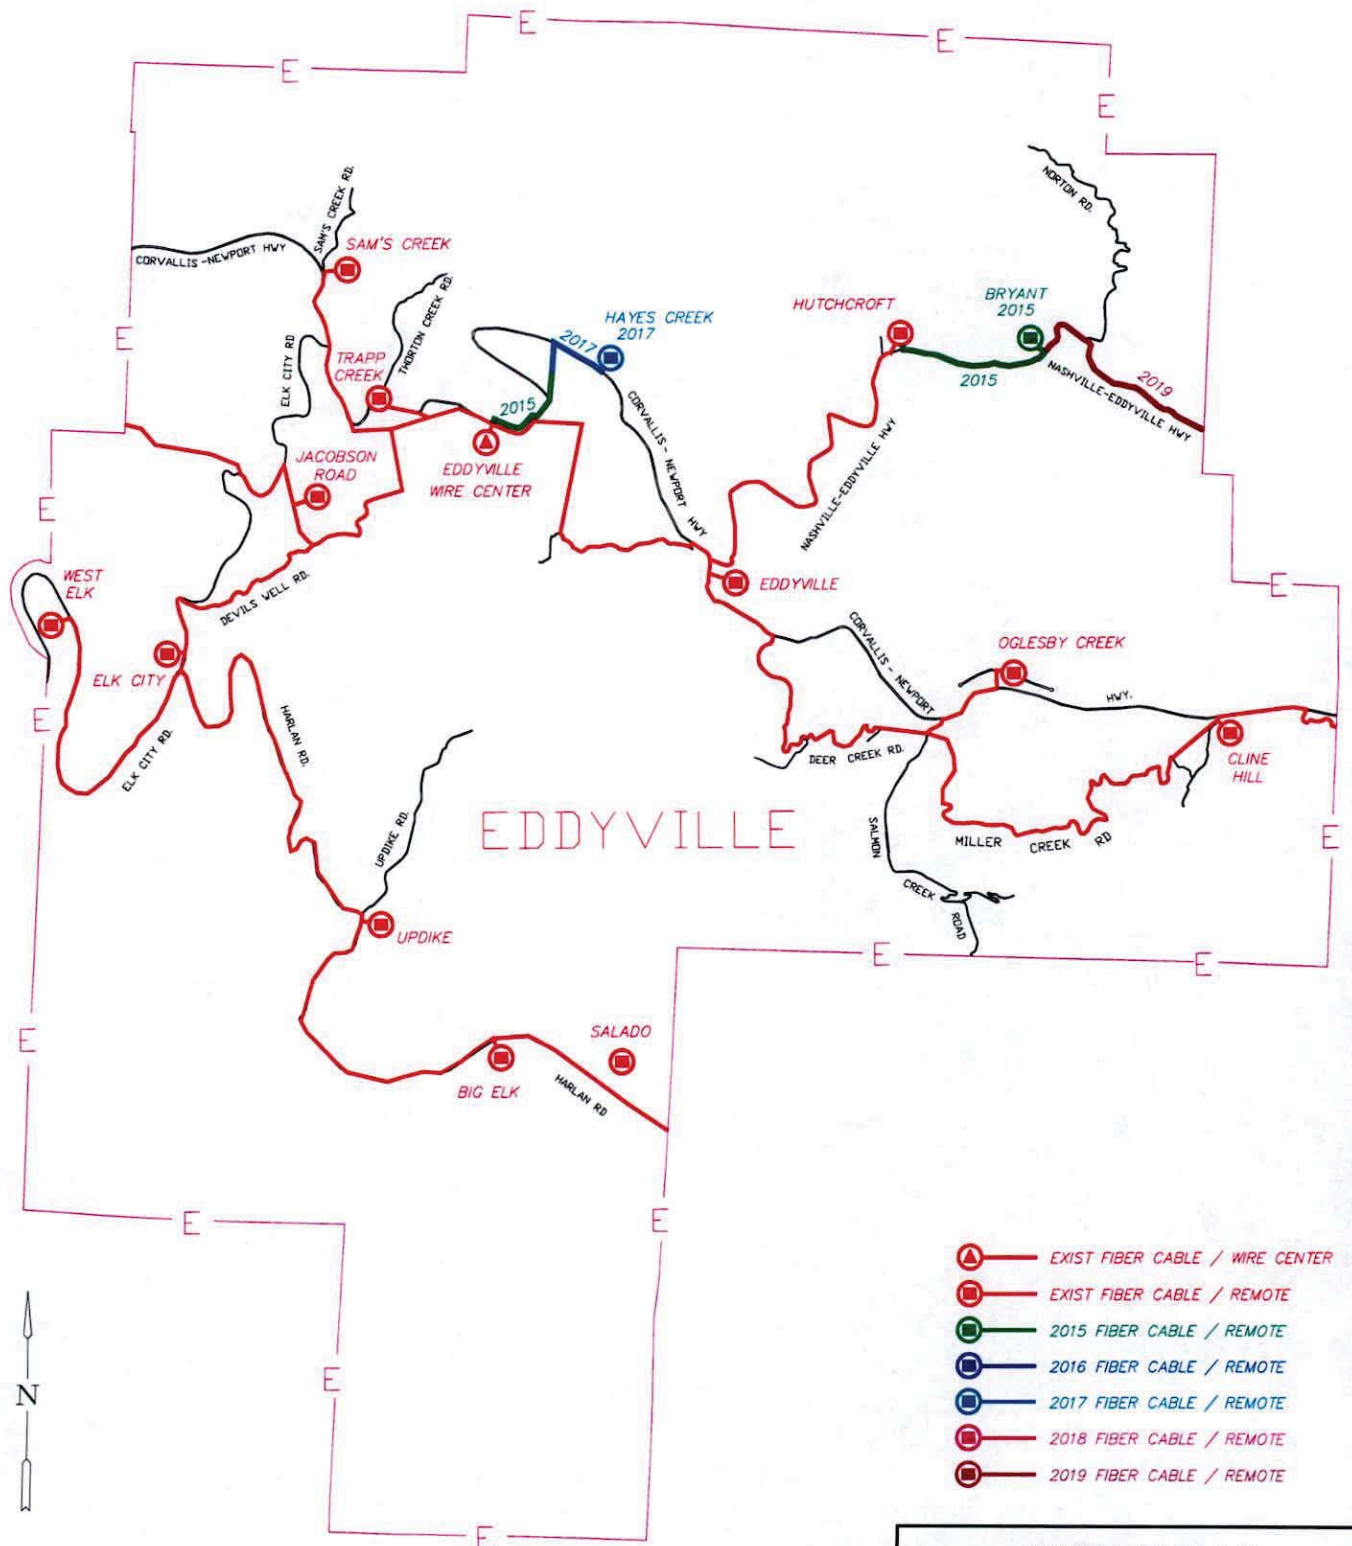 E
E
E
E
NORTON RD.
SAM'S CREEK RD.
SAM'S CREEK
CORVALLIS-NEWPORT HWY
THORTON CREEK RD.
HUTCHCROFT
BRYANT
2015
HAYES CREEK
2017
2017
E
ELK CITY RD
TRAPP
CREEK
2015
2015
NASHVILLE-EDDYVILLE HWY
2019
CORVALLIS - NEWPORT HWY
NASHVILLE-EDDYVILLE HWY
JACOBSON
ROAD
EDDYVILLE
WIRE CENTER
E
WEST
ELK
DEVILS WELL RD.
EDDYVILLE
E
CORVALLIS - NEWPORT
HWY.
OGLESBY CREEK
ELK CITY
E
HARLAN RD.
ELK CITY RD.
DEER CREEK RD.
CLINE
HILL
UPDIKE RD.
EDDYVILLE
SALMON
CREEK
ROAD
MILLER CREEK RD
E
UPDIKE
E
E
E
SALADO
BIG ELK
HARLAN RD
E
E
E
E
N
EXIST FIBER CABLE / WIRE CENTER
EXIST FIBER CABLE / REMOTE
2015 FIBER CABLE / REMOTE
2016 FIBER CABLE / REMOTE
2017 FIBER CABLE / REMOTE
2018 FIBER CABLE / REMOTE
2019 FIBER CABLE / REMOTE